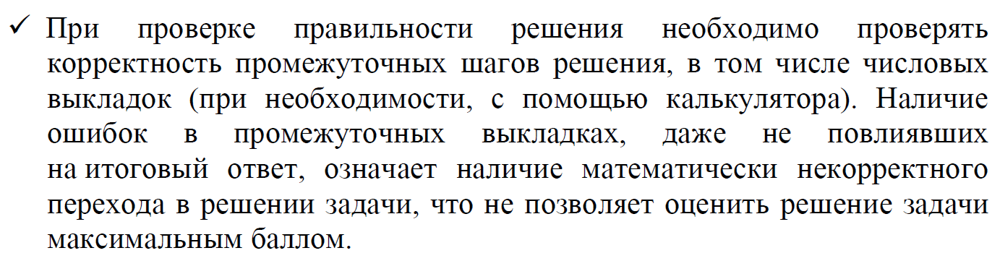 ✓ При проверке правильности решения необходимо проверять
корректность промежуточных шагов решения, в том числе числовых
выкладок (при необходимости, с помощью калькулятора). Наличие
ошибок в промежуточных выкладках, даже не повлиявших
на итоговый ответ, означает наличие математически некорректного
перехода в решении задачи, что не позволяет оценить решение задачи
максимальным баллом.